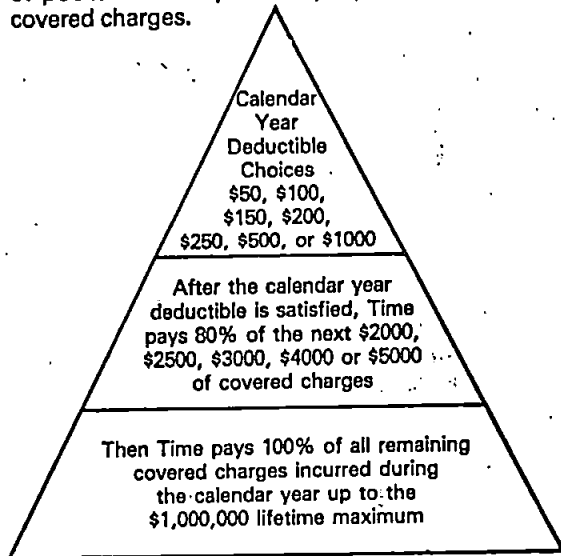 covered charges.
Calendar
Year
Deductible
Choices
$50, $100,
$150, $200,
$250, $500, or $1000
After the calendar year
deductible is satisfied, Time
pays 80% of the next $2000,
$2500, $3000, $4000 or $5000
of covered charges
Then Time pays 100% of all remaining
covered charges incurred during
the calendar year up to the
$1,000,000 lifetime maximum